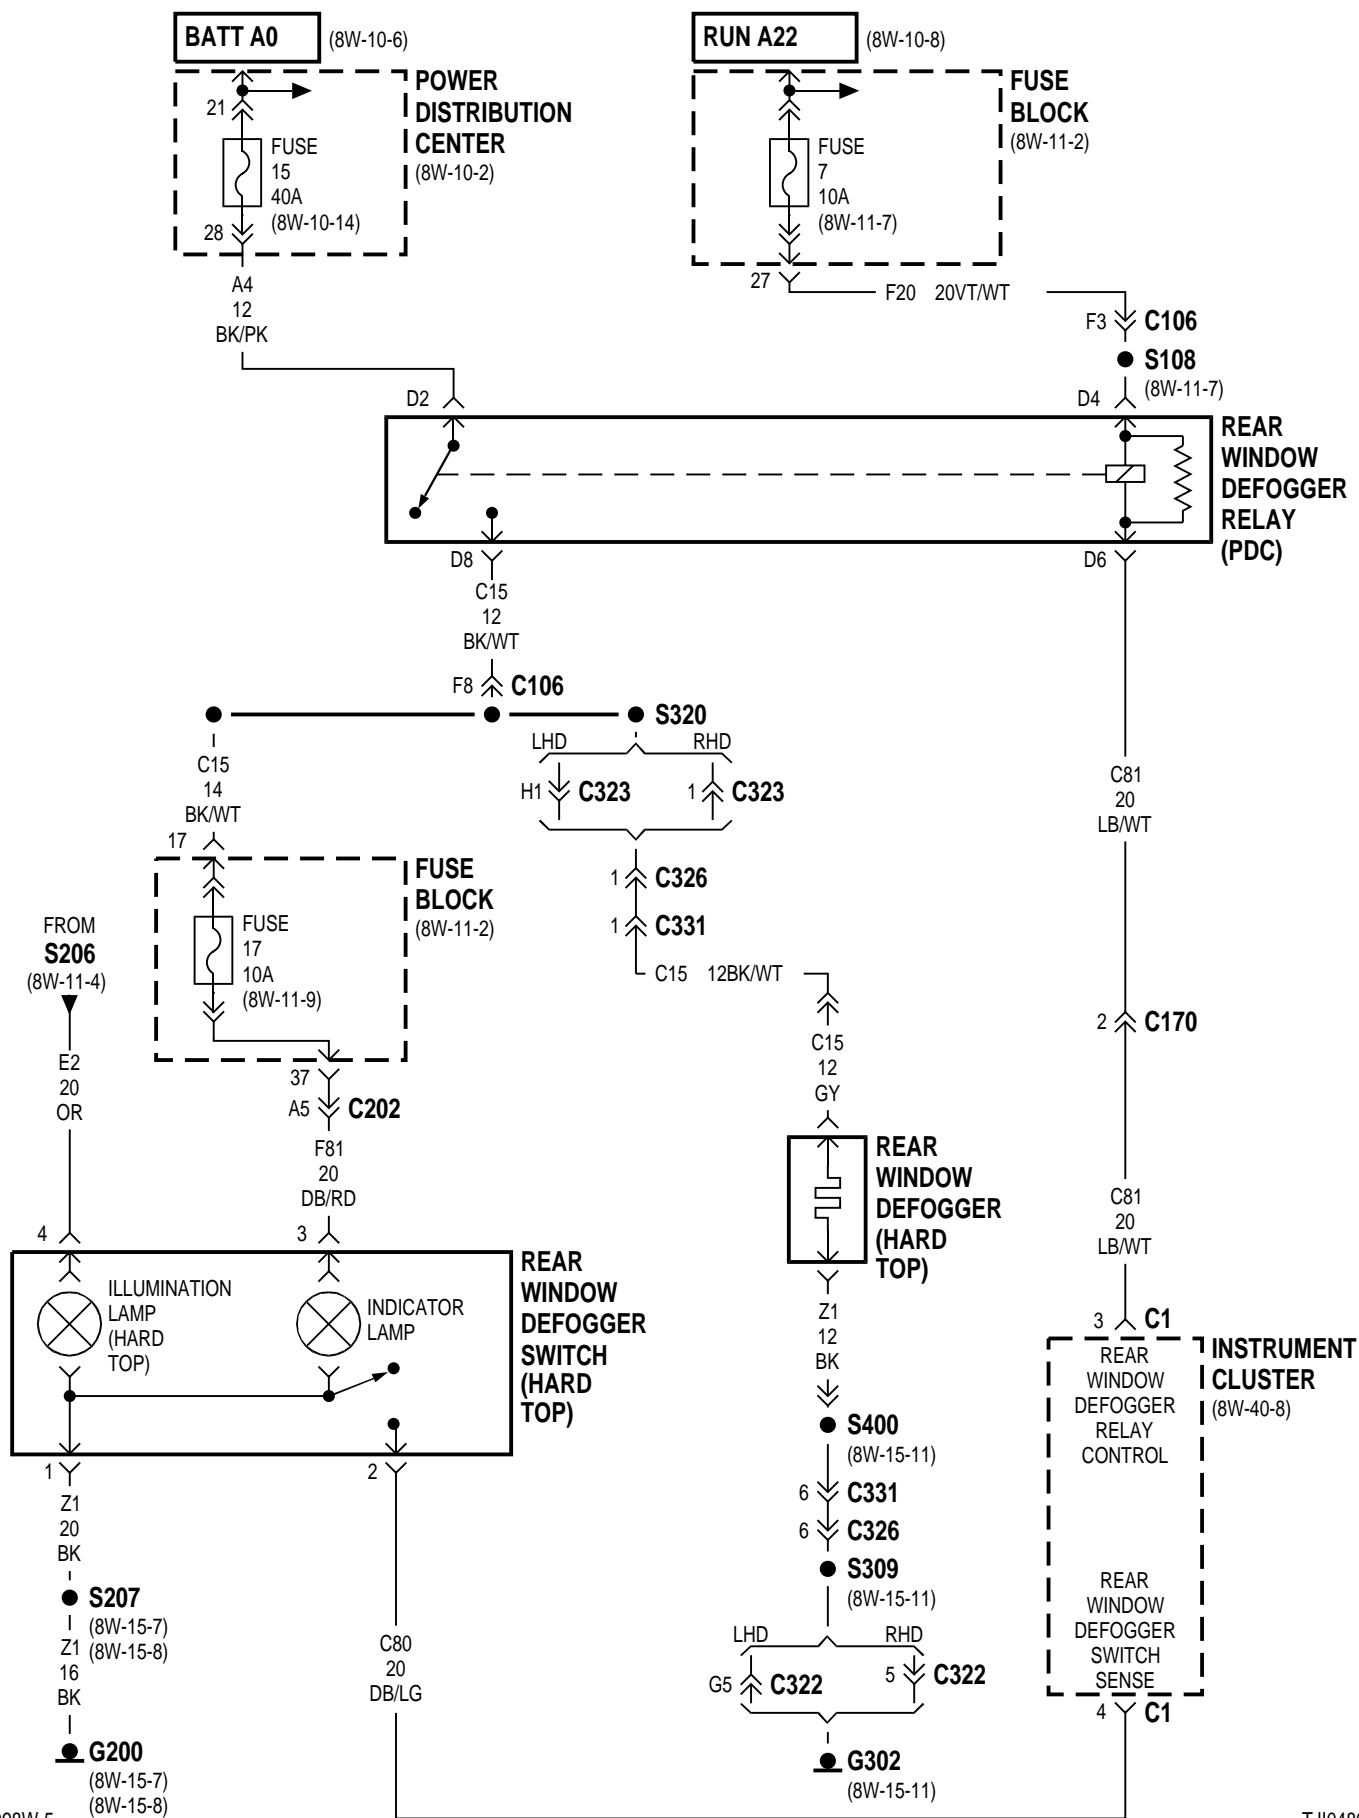 BATT A0
(8W-10-6)
RUN A22
(8W-10-8)
POWER
DISTRIBUTION
CENTER
(8W-10-2)
21
FUSE
15
40A
(8W-10-14)
28
FUSE
BLOCK
(8W-11-2)
FUSE
7
10A
(8W-11-7)
27
A4
12
BK/PK
F20 20VT/WT
F3
C106
S108
(8W-11-7)
D2
D4
REAR
WINDOW
DEFOGGER
RELAY
(PDC)
D8
D6
C15
12
BK/WT
F8
C106
S320
LHD
RHD
H1
C323
1
C323
C15
14
BK/WT
17
C81
20
LB/WT
FUSE
BLOCK
(8W-11-2)
FUSE
17
10A
(8W-11-9)
1
C326
1
C331
C15 12BK/WT
FROM
S206
(8W-11-4)
E2
20
OR
37
A5
C202
F81
20
DB/RD
C15
12
GY
2
C170
REAR
WINDOW
DEFOGGER
(HARD
TOP)
C81
20
LB/WT
4
3
ILLUMINATION
LAMP
(HARD
TOP)
INDICATOR
LAMP
REAR
WINDOW
DEFOGGER
SWITCH
(HARD
TOP)
Z1
12
BK
3
C1
REAR
WINDOW
DEFOGGER
RELAY
CONTROL
INSTRUMENT
CLUSTER
(8W-40-8)
S400
(8W-15-11)
1
2
6
C331
6
C326
S309
(8W-15-11)
Z1
20
BK
S207
(8W-15-7)
(8W-15-8)
Z1
16
BK
C80
20
DB/LG
REAR
WINDOW
DEFOGGER
SWITCH
SENSE
LHD
RHD
G5
C322
5
C322
4
C1
G200
(8W-15-7)
(8W-15-8)
G302
(8W-15-11)